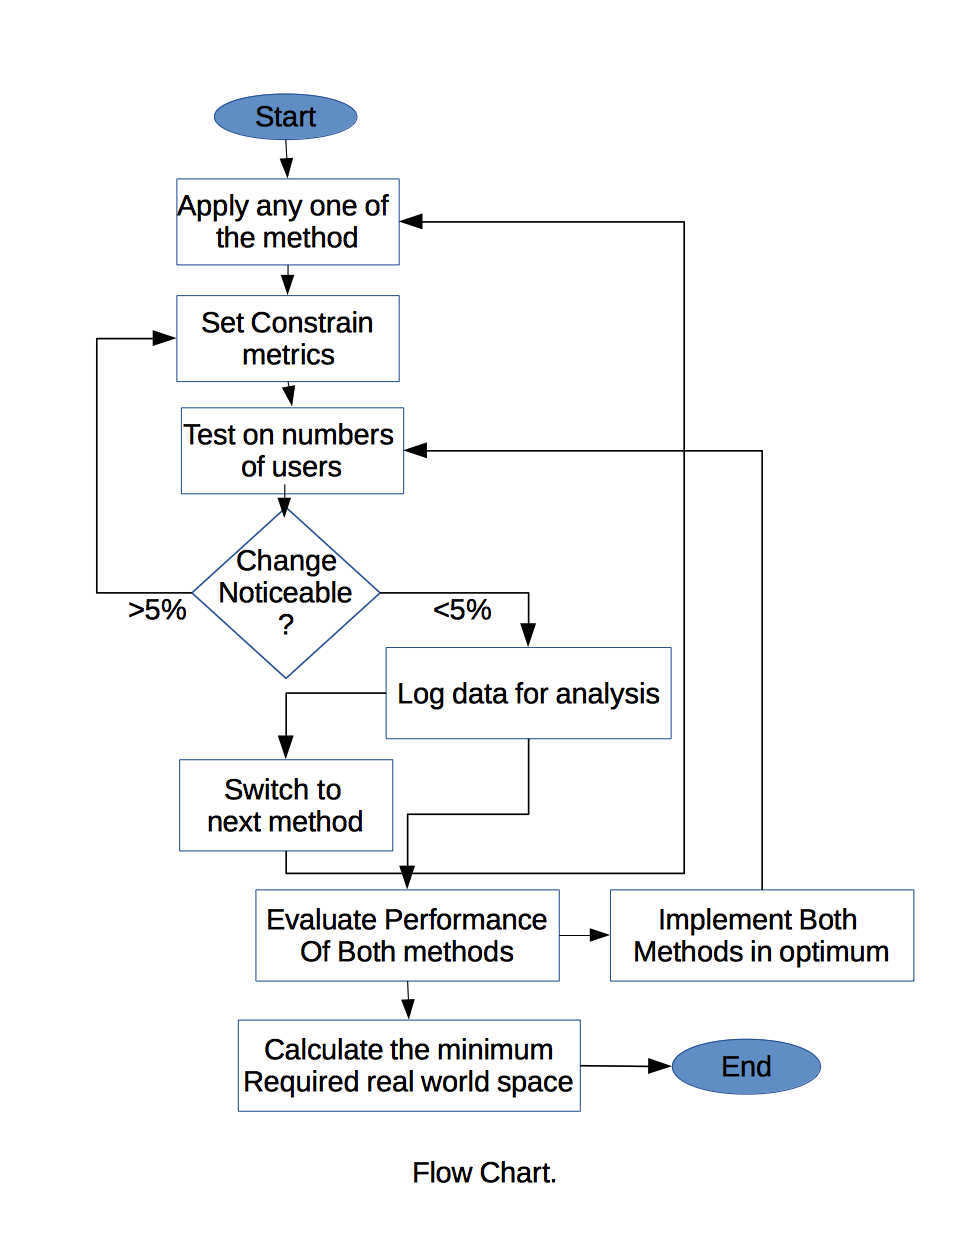 Start
Apply any one of
the method
Set Constrain
metrics
Test on numbers
of users
Change
Noticeable
?
>5%
<5%
Log data for analysis
Switch to
next method
Evaluate Performance
Of Both methods
Implement Both
Methods in optimum
Calculate the minimum
Required real world space
End
Flow Chart.